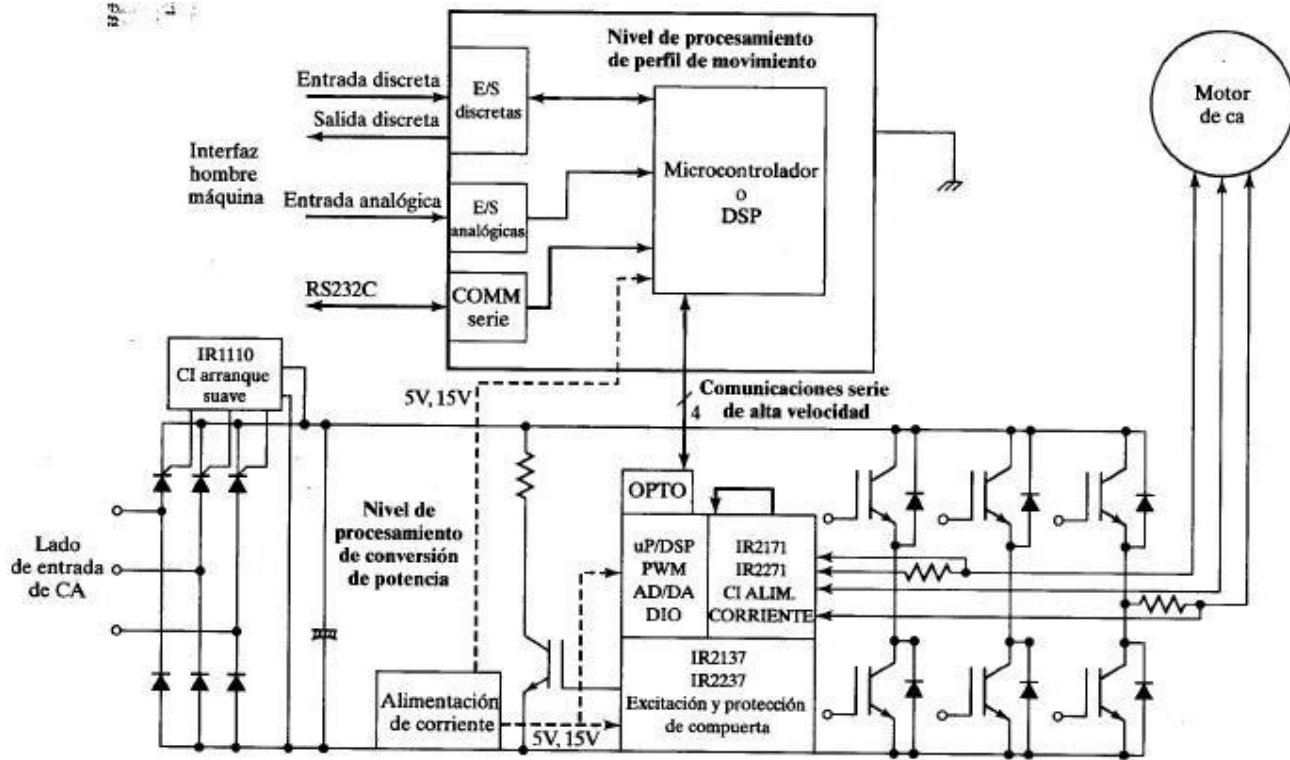 Nivel de procesamiento
de perfil de movimiento
Entrada discreta
Salida discreta
E/S
discretas
Interfaz
hombre
máquina
Entrada analógica
E/S
analógicas
RS232C
COMM
serie
Microcontrolador
o
DSP
Motor
de ca
IR1110
CI arranque
suave
5V, 15V
Comunicaciones serie
de alta velocidad
4
Nivel de
procesamiento
de conversión
de potencia
Lado
de entrada
de CA
OPTO
uP/DSP
PWM
AD/DA
DIO
IR2171
IR2271
CI ALIM.
CORRIENTE
IR2137
IR2237
Excitación y protección
de compuerta
Alimentación
de corriente
5V, 15V